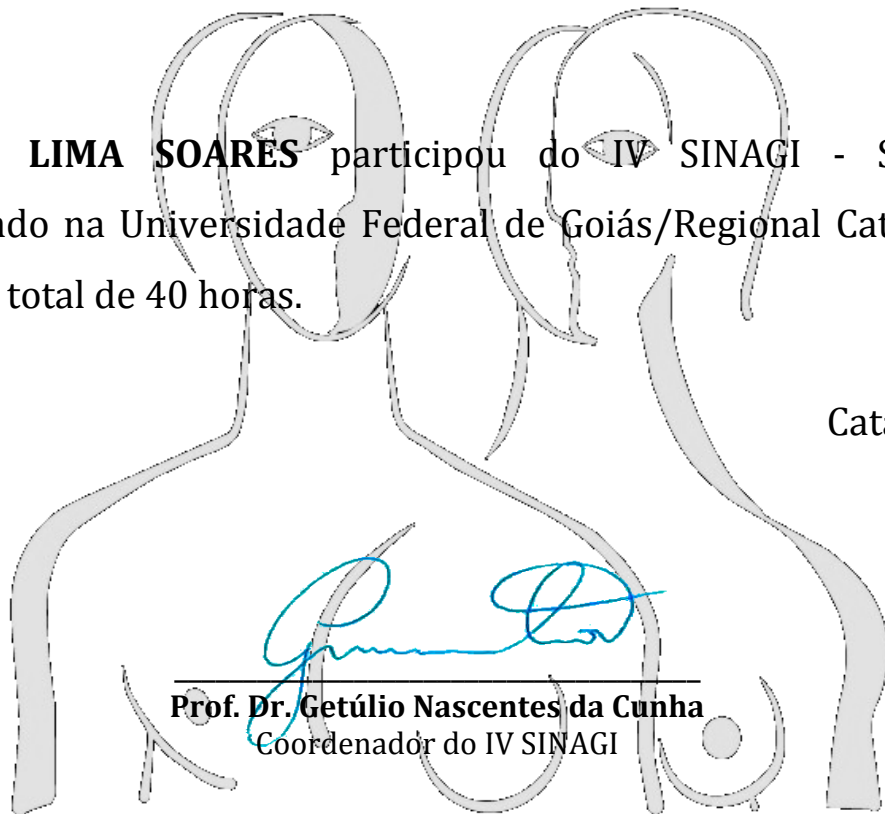 LIMA SOARES participou do IV SINAGI - S
ndo na Universidade Federal de Goiás/Regional Cat
total de 40 horas.
Cata
Prof. Dr. Getúlio Nascentes da Cunha
Coordenador do IV SINAGI